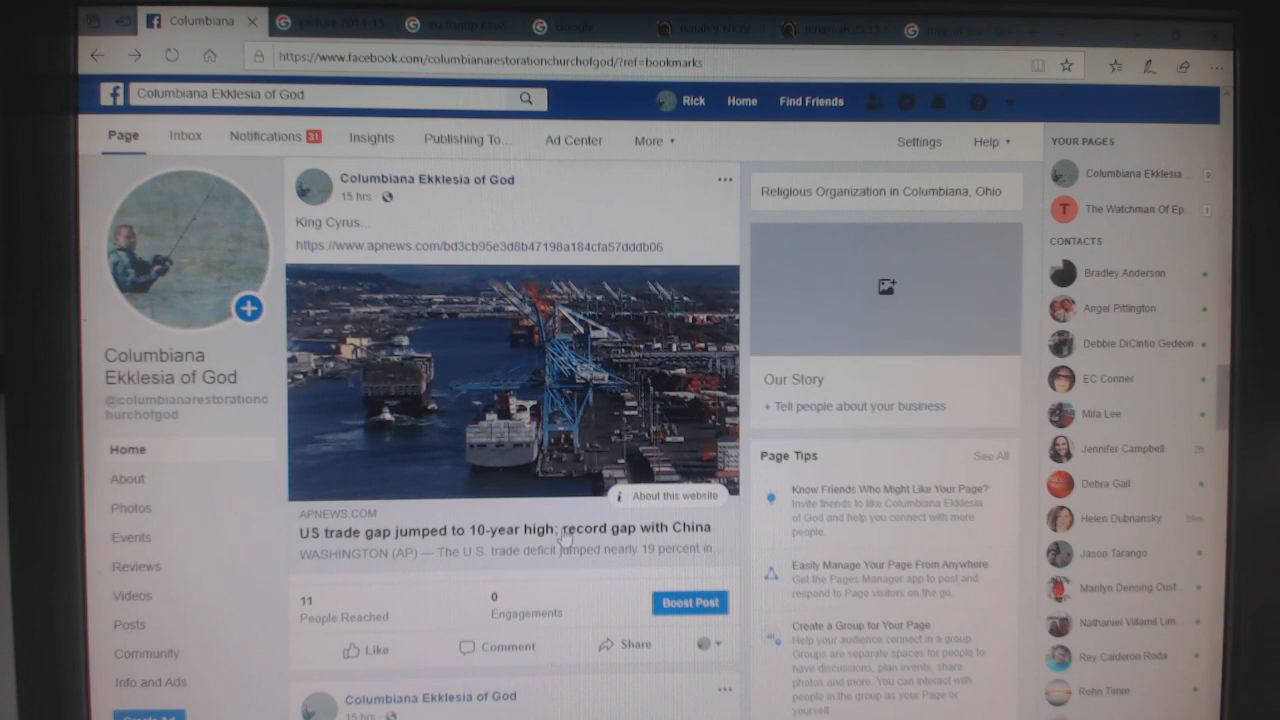 Columbiana
picture 2014-15
Google
https://www.facebook.com/columbianarestorationchurchofgod/?ref=bookmarks
Columbiana Ekklesia of God
Rick
Home
Find Friends
Page
Inbox
Notifications 31
Insights
Publishing To...
Ad Center
More
Settings
Help
Columbiana
Ekklesia of God
@columbianarestorationc
hurchofgod
Home
About
Photos
Events
Reviews
Videos
Posts
Community
Info and Ads
Create Ad
Columbiana Ekklesia of God
15 hrs
King Cyrus...
https://www.apnews.com/bd3cb95e3d8b47198a184cfa57dddb06
About this website
APNEWS.COM
US trade gap jumped to 10-year high; record gap with China
WASHINGTON (AP) — The U.S. trade deficit jumped nearly 19 percent in...
11
People Reached
0
Engagements
Boost Post
Like
Comment
Share
Columbiana Ekklesia of God
15 hrs
Religious Organization in Columbiana, Ohio
Our Story
+ Tell people about your business
Page Tips
See All
Know Friends Who Might Like Your Page?
Invite friends to like Columbiana Ekklesia
of God and help you connect with more
people.
Easily Manage Your Page From Anywhere
Get the Pages Manager app to post and
respond to Page visitors on the go.
Create a Group for Your Page
Help your audience connect in a group.
Groups are separate spaces for people to
have discussions, plan events, share
photos and more. You can interact with
people in the group as your Page or
yourself.
YOUR PAGES
Columbiana Ekklesia ...
T
The Watchman Of Ep...
1
CONTACTS
Bradley Anderson
Angel Pittington
Debbie DiCintio Gedeon
EC Conner
Mila Lee
Jennifer Campbell
2h
Debra Gail
Helen Dubnansky
Jason Tarango
Marilyn Densing Cust...
Nathaniel Villamil Lim...
Rey Calderon Roda
Rohn Timm